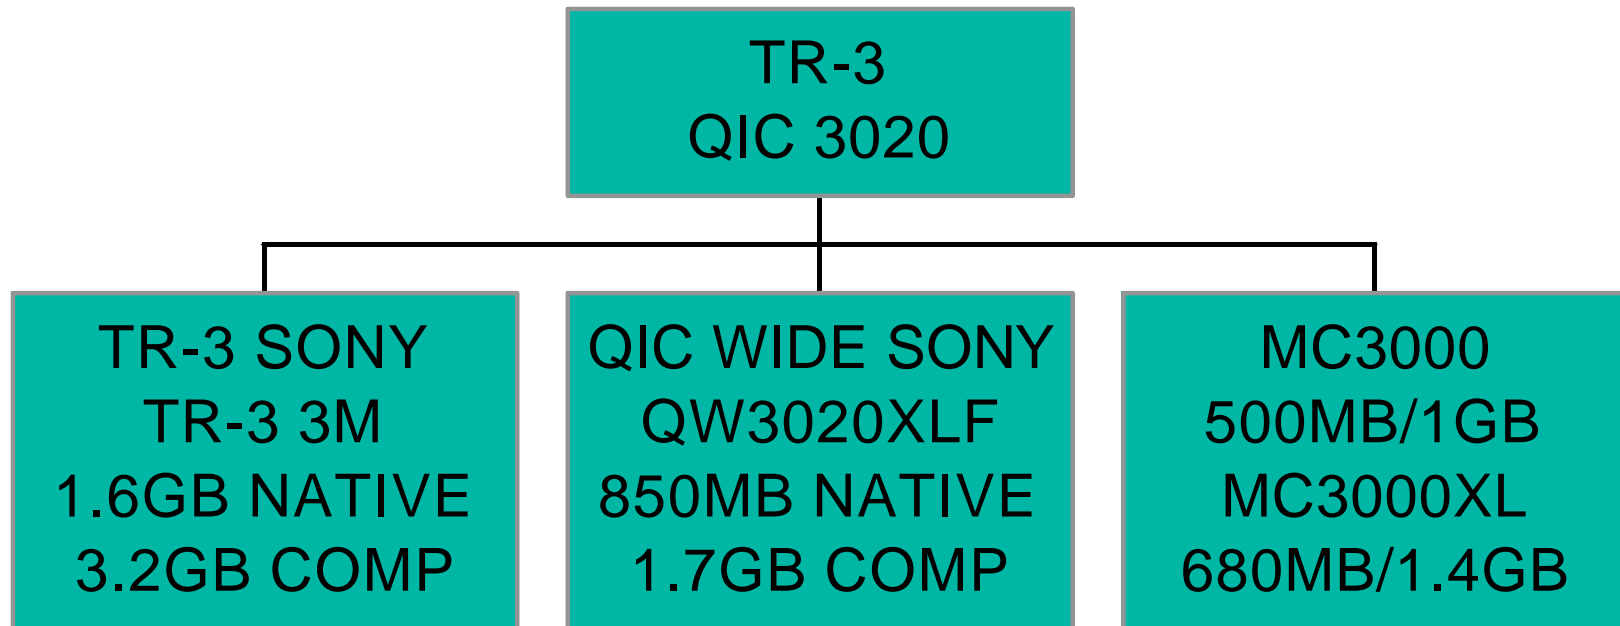 TR-3
QIC 3020
TR-3 SONY
TR-3 3M
1.6GB NATIVE
3.2GB COMP
QIC WIDE SONY
QW3020XLF
850MB NATIVE
1.7GB COMP
MC3000
500MB/1GB
MC3000XL
680MB/1.4GB